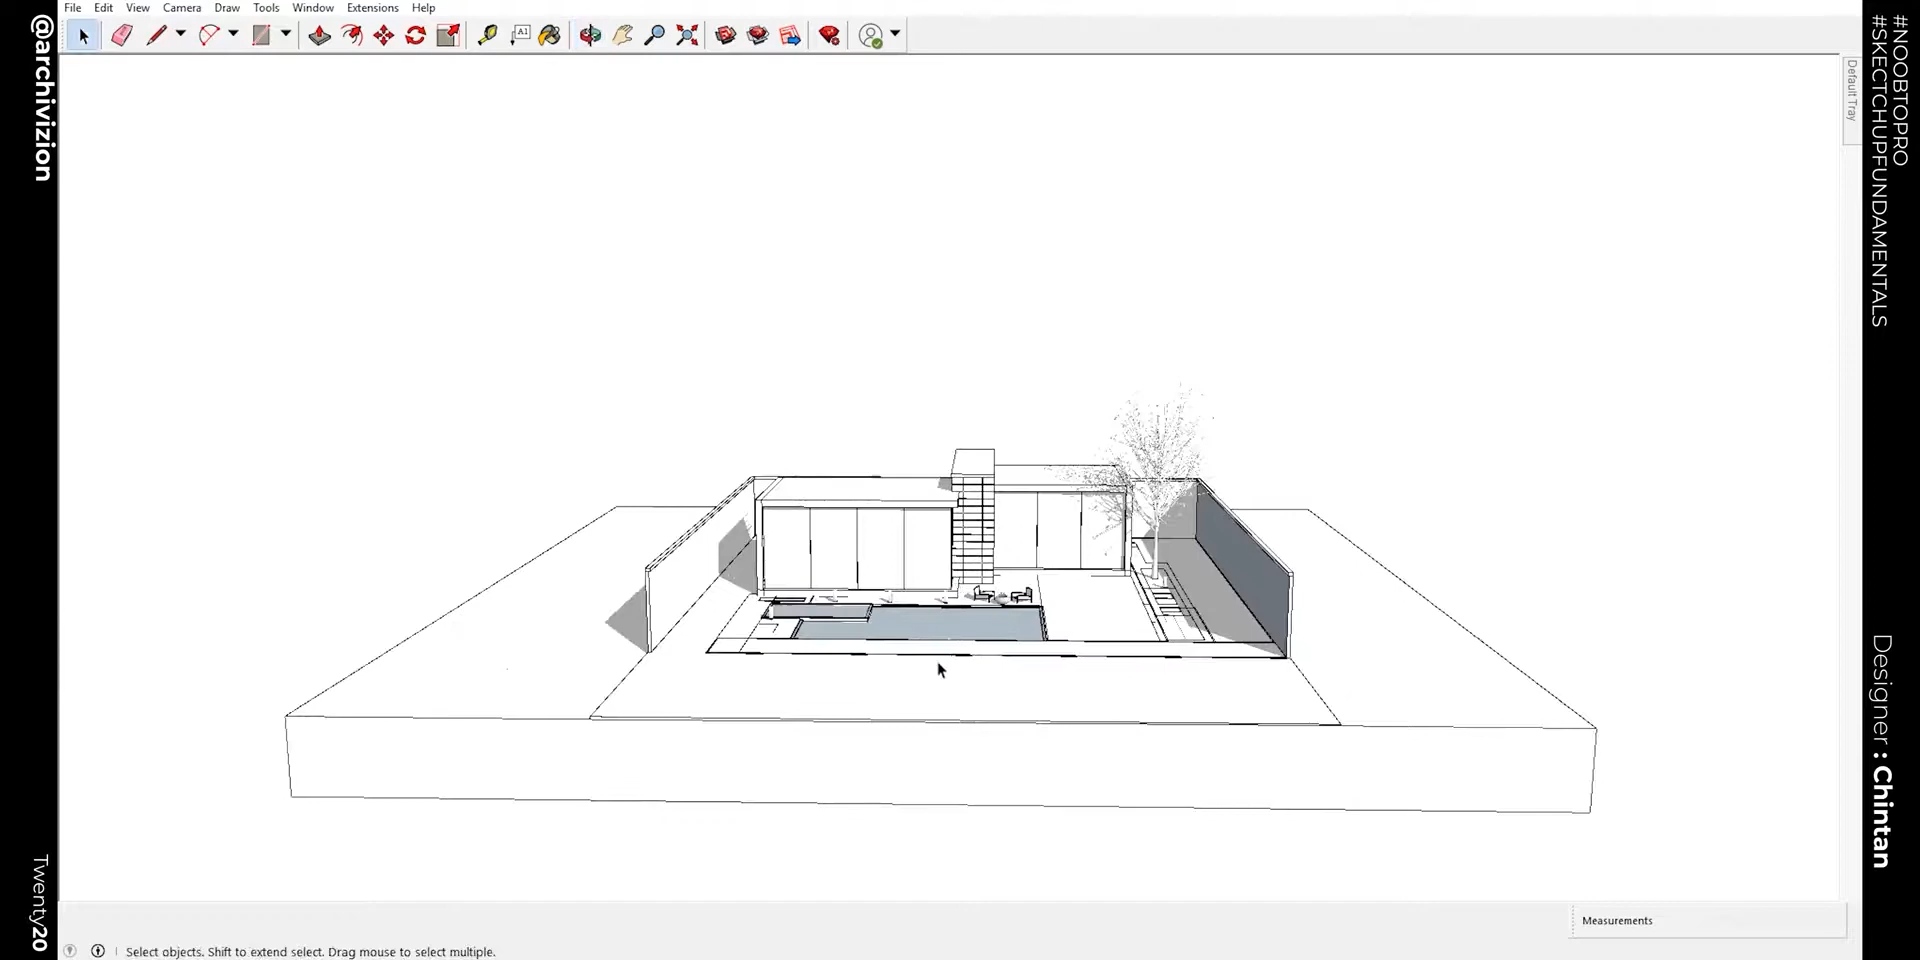 File Edit View Camera Draw Tools Window Extensions Help
A1
@archivizion
Twenty20
#NOOBTOPRO
#SKECTCHUPFUNDAMENTALS
Designer : Chintan
Default Tray
Measurements
Select objects. Shift to extend select. Drag mouse to select multiple.